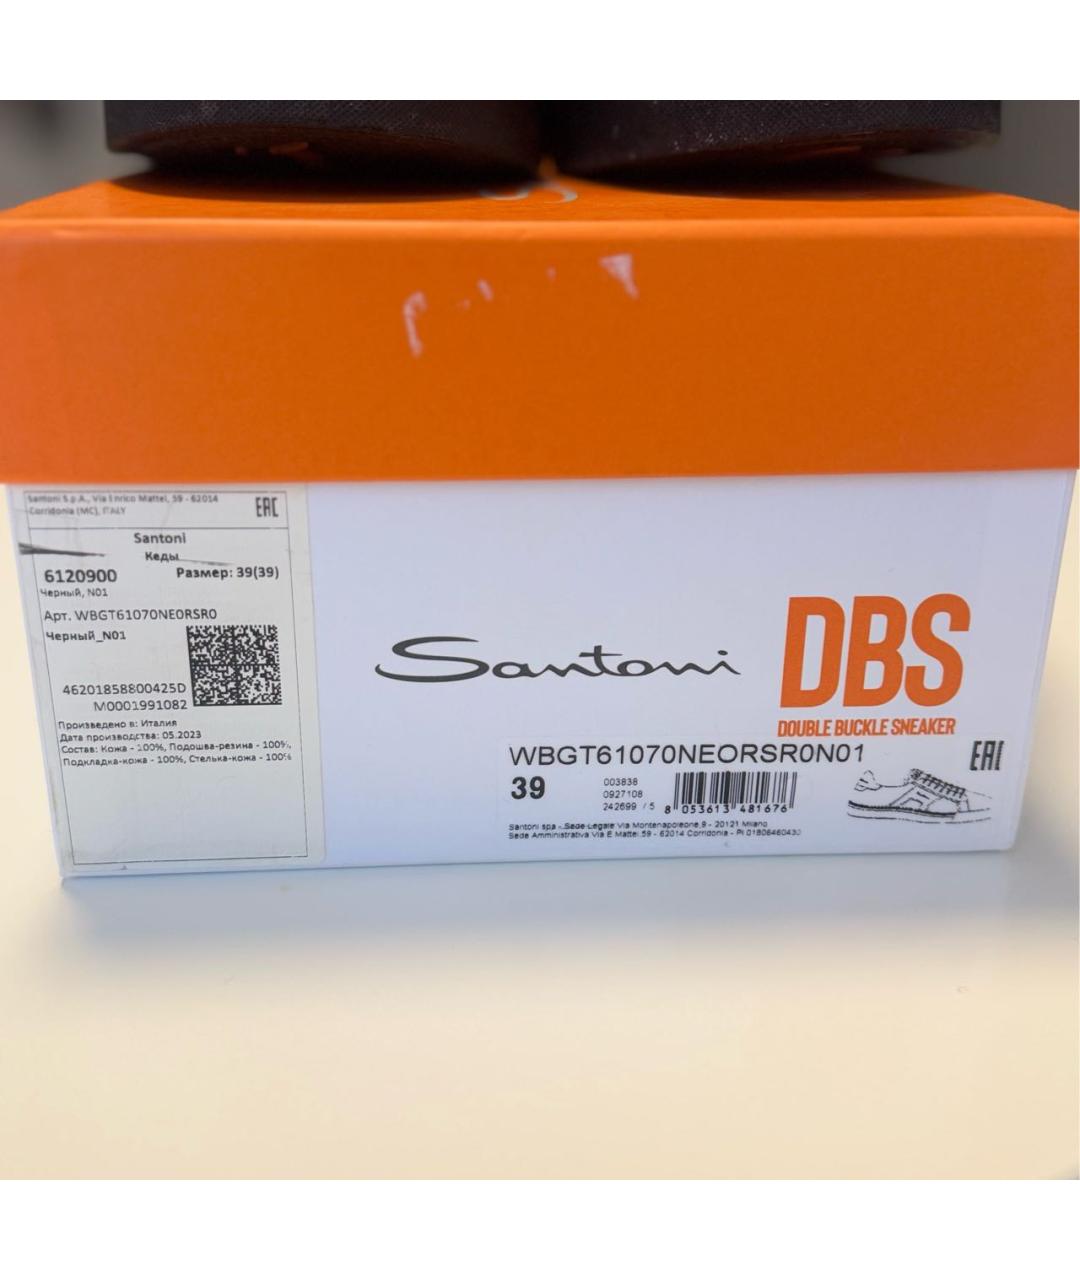 Santoni S.p.A., Via Enrico Mattei, 59 - 62014
Corridonia (MC), ITALY
EAC
Santoni
Кеды
6120900
Размер: 39(39)
Черный, N01
Арт. WBGT61070NEORSR0
Черный_N01
46201858800425D
M0001991082
Произведено в: Италия
Дата производства: 05.2023
Состав: Кожа - 100%, Подошва-резина - 100%,
Подкладка-кожа - 100%, Стелька-кожа - 100%
Santoni
DBS
DOUBLE BUCKLE SNEAKER
WBGT61070NEORSR0N01
EAC
39
003838
0927108
242699 / 5
8 053613 481676
Santoni spa - Sede Legale Via Montenapoleone,9 - 20121 Milano
Sede Amministrativa Via E Mattei,59 - 62014 Corridonia - PI 01806460430